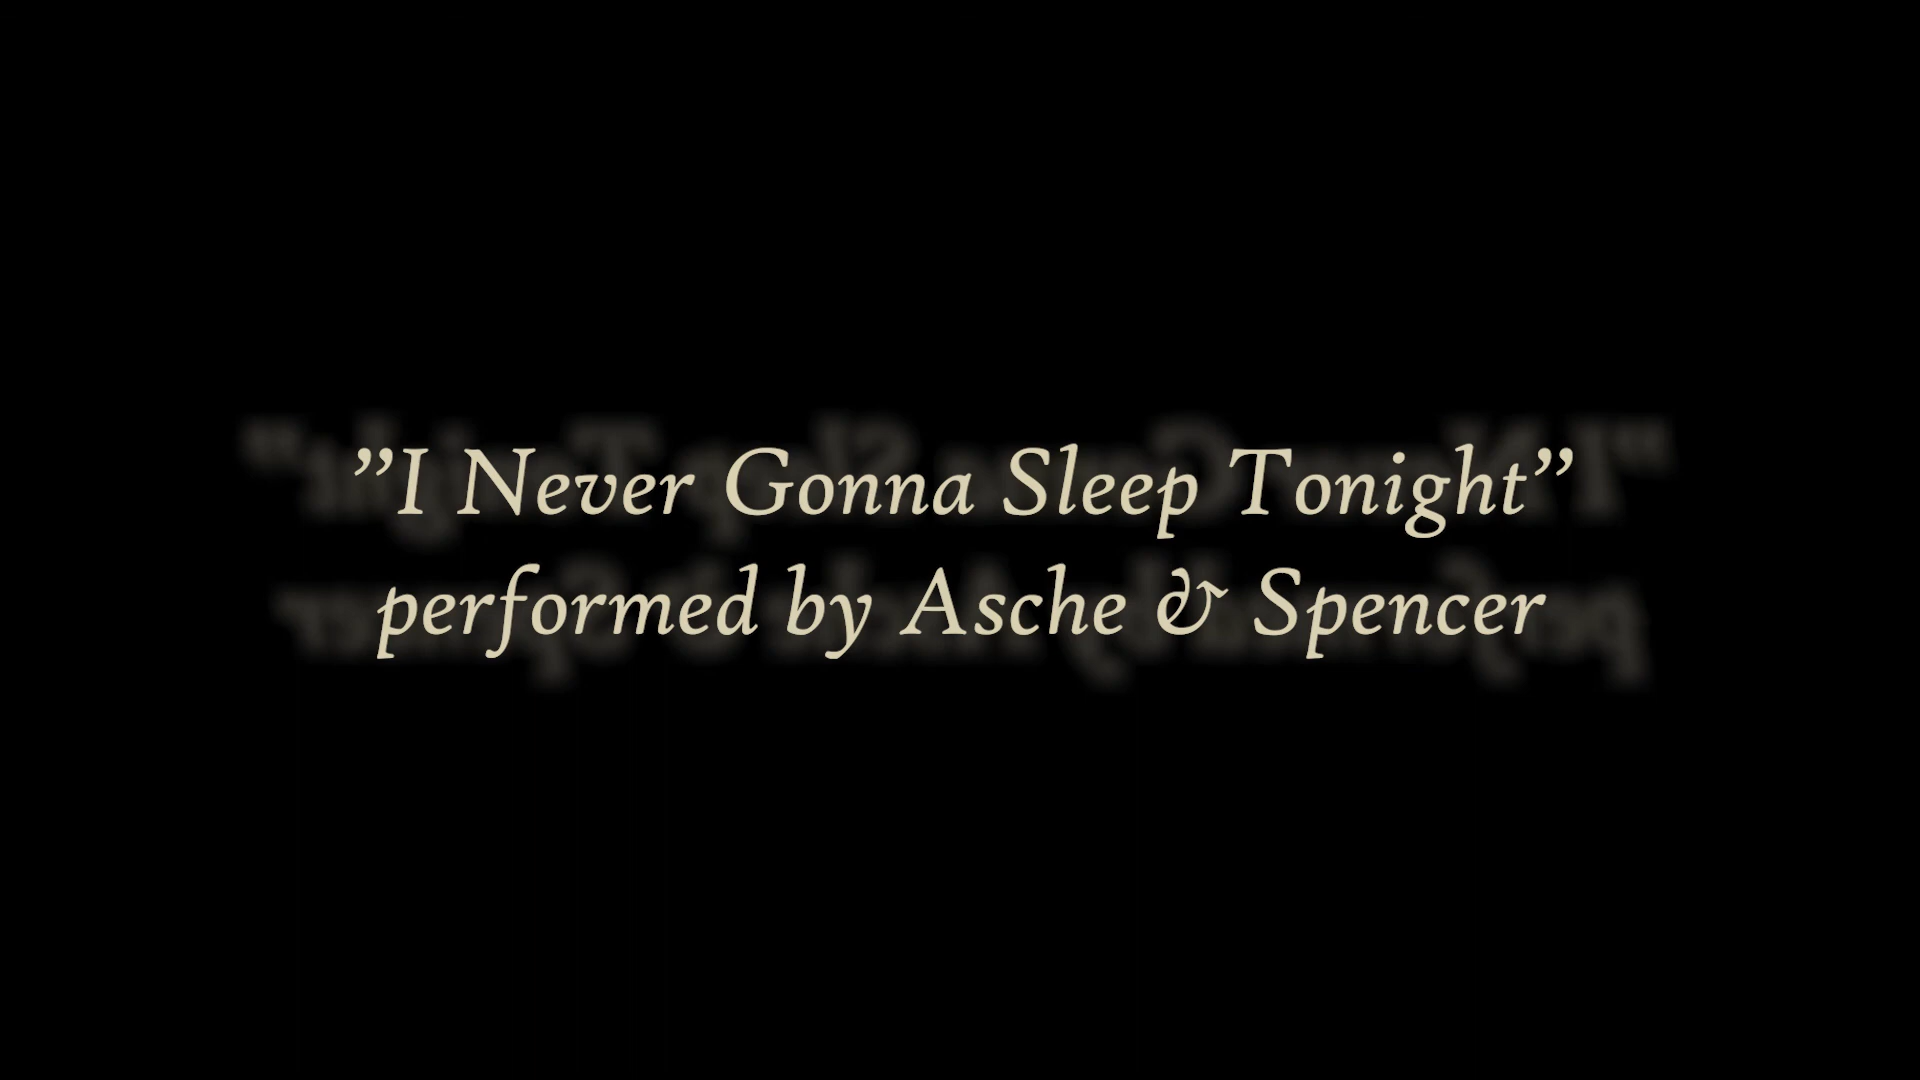 ”I Never Gonna Sleep Tonight”
performed by Asche & Spencer